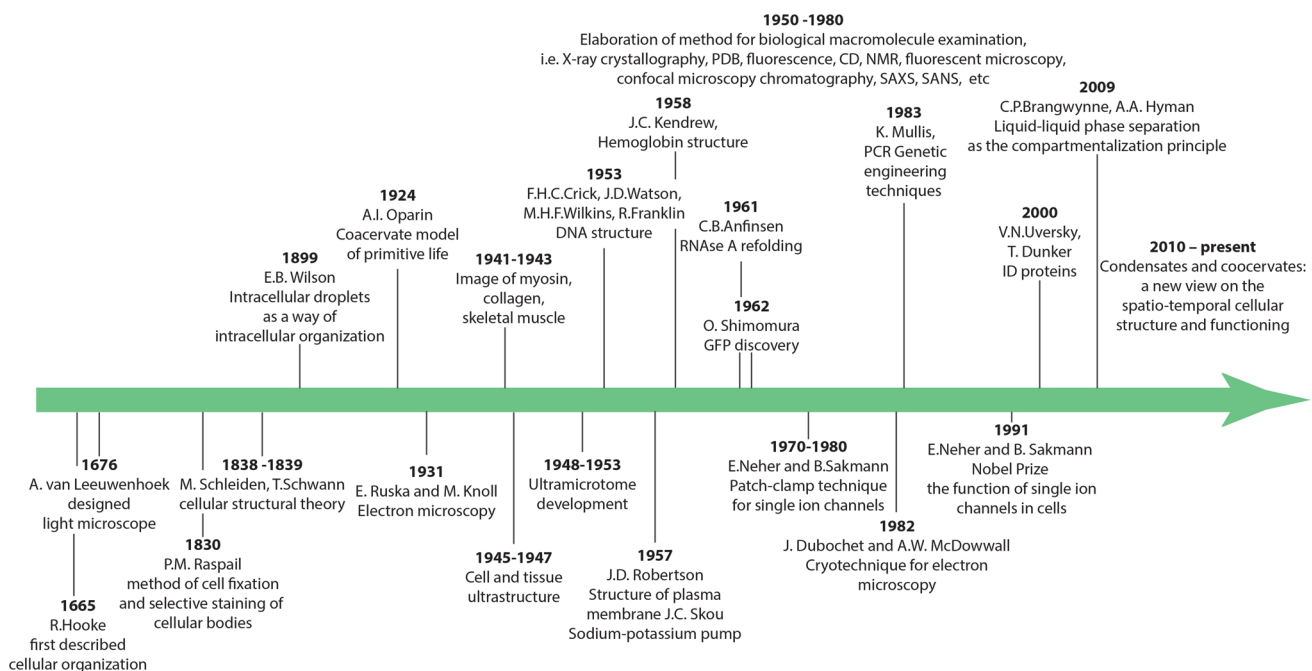 1950 -1980
Elaboration of method for biological macromolecule examination,
i.e. X-ray crystallography, PDB, fluorescence, CD, NMR, fluorescent microscopy,
confocal microscopy chromatography, SAXS, SANS, etc
2009
C.P.Brangwynne, A.A. Hyman
Liquid-liquid phase separation
as the compartmentalization principle
1958
J.C. Kendrew,
Hemoglobin structure
1983
K. Mullis,
PCR Genetic
engineering
techniques
1953
F.H.C.Crick, J.D.Watson,
M.H.F.Wilkins, R.Franklin
DNA structure
1924
A.I. Oparin
Coacervate model
of primitive life
1961
C.B.Anfinsen
RNAse A refolding
2000
V.N.Uversky,
T. Dunker
ID proteins
1899
E.B. Wilson
Intracellular droplets
as a way of
intracellular organization
1941-1943
Image of myosin,
collagen,
skeletal muscle
2010 – present
Condensates and coocervates:
a new view on the
spatio-temporal cellular
structure and functioning
1962
O. Shimomura
GFP discovery
1676
A. van Leeuwenhoek
designed
light microscope
1838 -1839
M. Schleiden, T.Schwann
cellular structural theory
1931
E. Ruska and M. Knoll
Electron microscopy
1948-1953
Ultramicrotome
development
1970-1980
E.Neher and B.Sakmann
Patch-clamp technique
for single ion channels
1991
E.Neher and B. Sakmann
Nobel Prize
the function of single ion
channels in cells
1982
J. Dubochet and A.W. McDowwall
Cryotechnique for electron
microscopy
1830
P.M. Raspail
method of cell fixation
and selective staining of
cellular bodies
1945-1947
Cell and tissue
ultrastructure
1957
J.D. Robertson
Structure of plasma
membrane J.C. Skou
Sodium-potassium pump
1665
R.Hooke
first described
cellular organization